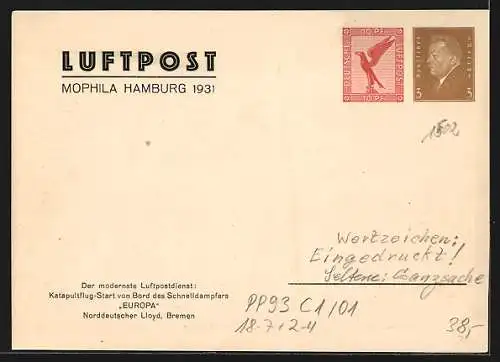 LUFTPOST
MOPHILA HAMBURG 1931
DEUTSCHE LUFTPOST
10 PF 10 PF
Deutsches Reich
3 3
1502
Wertzeichen:
Eingedruckt!
Seltene Ganzsache
Der modernste Luftpostdienst:
Katapultflug-Start von Bord des Schnelldampfers
„EUROPA"
Norddeutscher Lloyd, Bremen
PP93 C1/01
18-7+2-4
38,-